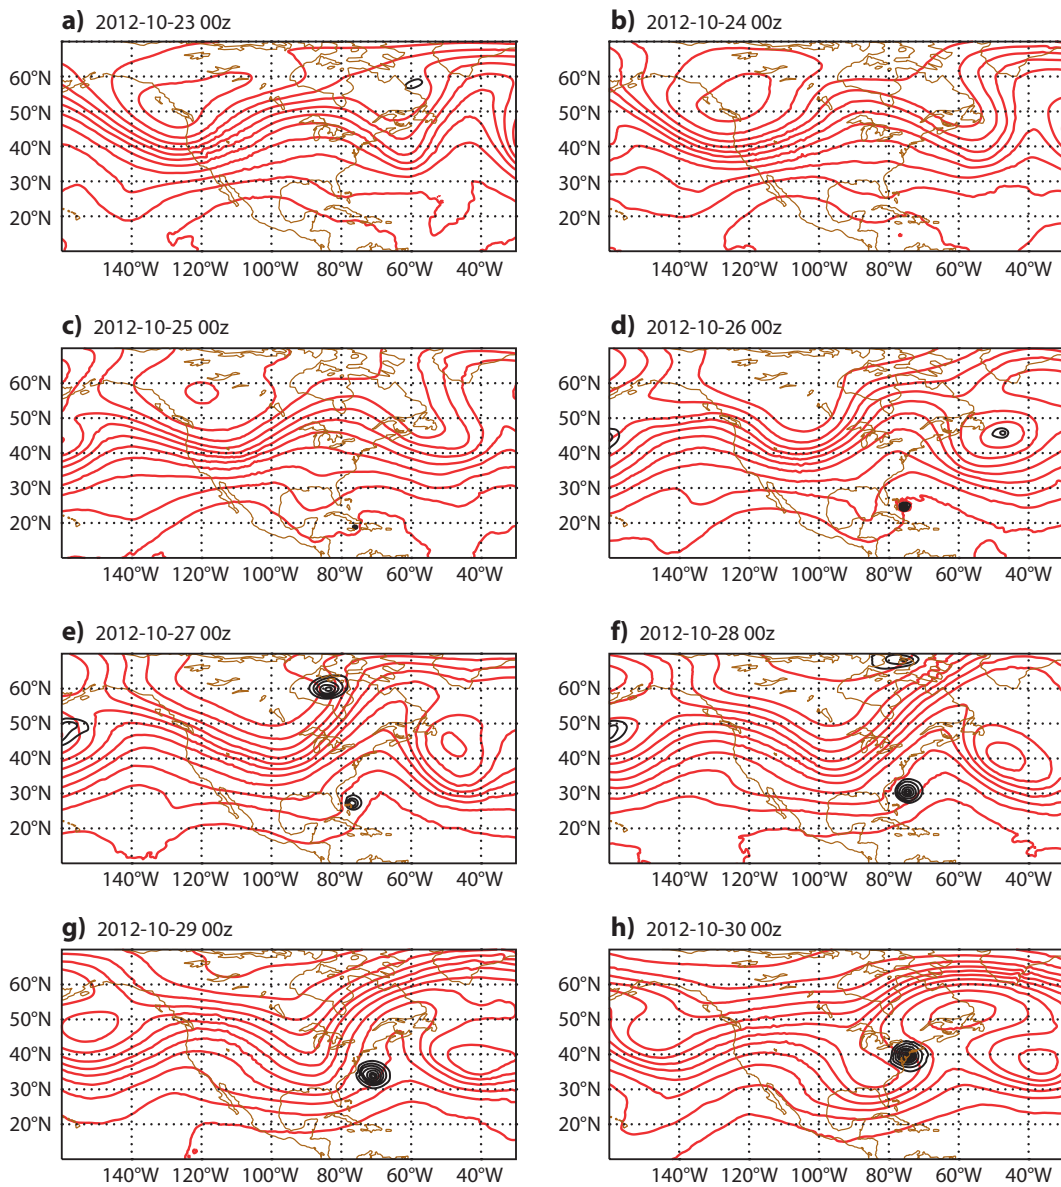 a) 2012-10-23 00z
b) 2012-10-24 00z
60°N
50°N
40°N
30°N
20°N
60°N
50°N
40°N
30°N
20°N
140°W 120°W 100°W 80°W 60°W 40°W
140°W 120°W 100°W 80°W 60°W 40°W
c) 2012-10-25 00z
d) 2012-10-26 00z
60°N
50°N
40°N
30°N
20°N
60°N
50°N
40°N
30°N
20°N
140°W 120°W 100°W 80°W 60°W 40°W
140°W 120°W 100°W 80°W 60°W 40°W
e) 2012-10-27 00z
f) 2012-10-28 00z
60°N
50°N
40°N
30°N
20°N
60°N
50°N
40°N
30°N
20°N
140°W 120°W 100°W 80°W 60°W 40°W
140°W 120°W 100°W 80°W 60°W 40°W
g) 2012-10-29 00z
h) 2012-10-30 00z
60°N
50°N
40°N
30°N
20°N
60°N
50°N
40°N
30°N
20°N
140°W 120°W 100°W 80°W 60°W 40°W
140°W 120°W 100°W 80°W 60°W 40°W